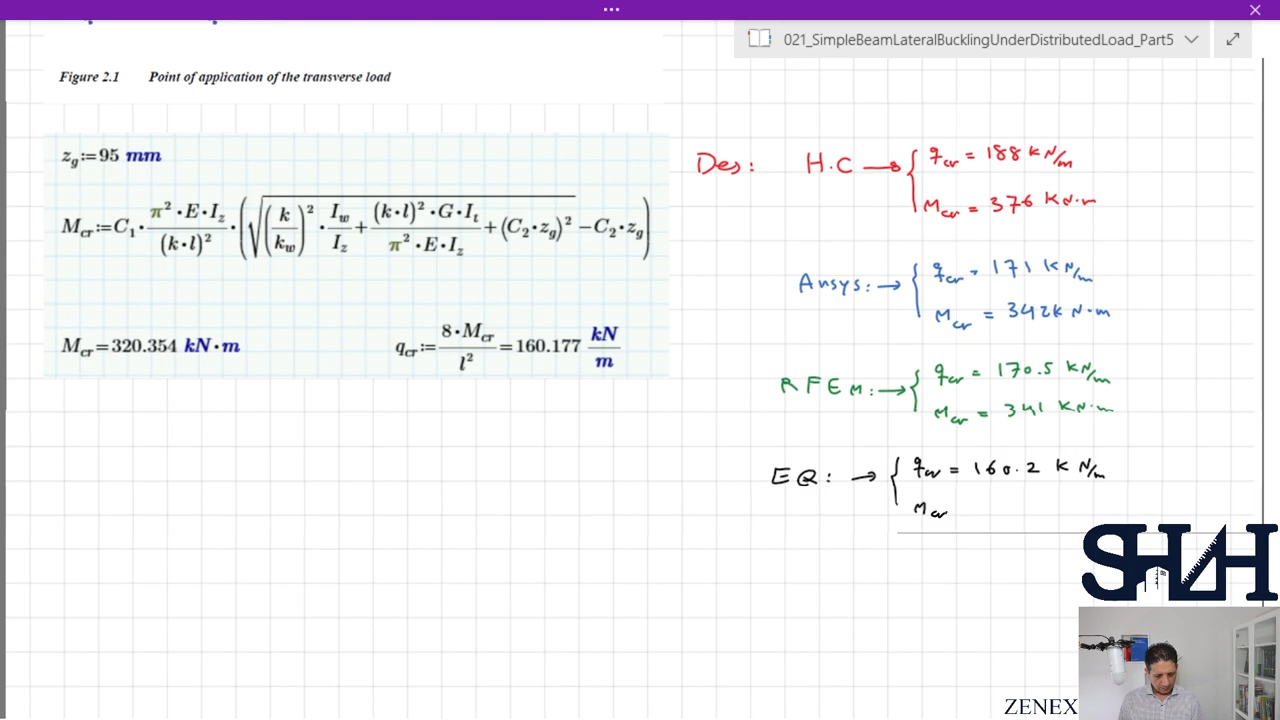 021_SimpleBeamLateralBucklingUnderDistributedLoad_Part5
Figure 2.1 Point of application of the transverse load
z_g:=95 mm
M_cr:=C_1·π²·E·I_z/(k·l)²·(√((k/k_w)²·I_w/I_z+(k·l)²·G·I_t/(π²·E·I_z)+(C_2·z_g)²)−C_2·z_g)
M_cr=320.354 kN·m
q_cr:=8·M_cr/l²=160.177 kN/m
Des: H.C → { q_cr = 188 kN/m
M_cr = 376 kN·m
Ansys: → { q_cr = 171 kN/m
M_cr = 342 kN·m
RFEM: → { q_cr = 170.5 kN/m
M_cr = 341 kN·m
EQ: → { q_cr = 160.2 kN/m
M_cr
SHZH
ZENEX